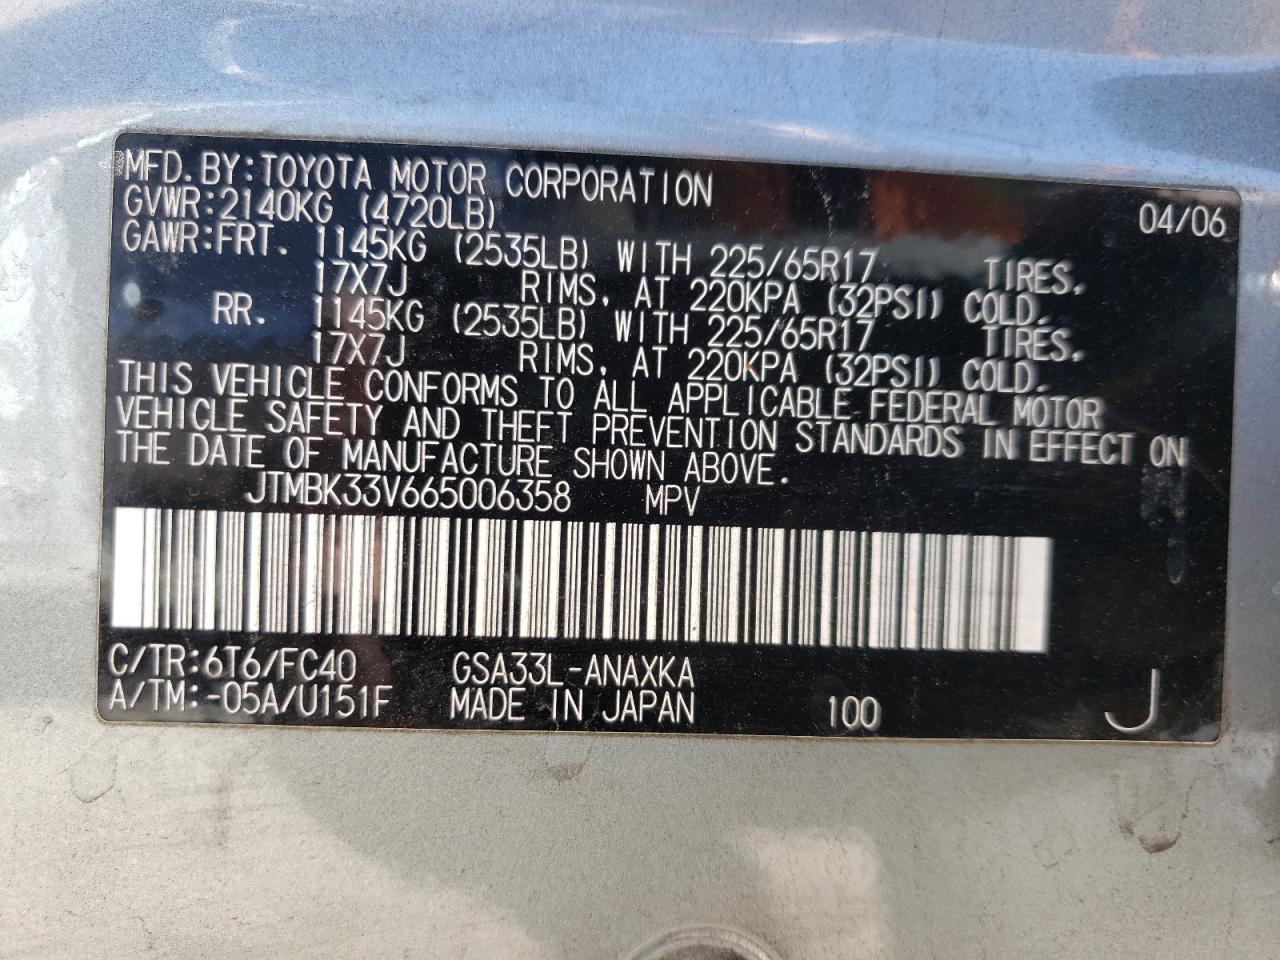 MFD. BY: TOYOTA MOTOR CORPORATION 04/06
GVWR: 2140KG (4720LB)
GAWR: FRT. 1145KG (2535LB) WITH 225/65R17 TIRES,
17X7J RIMS, AT 220KPA (32PSI) COLD.
RR. 1145KG (2535LB) WITH 225/65R17 TIRES,
17X7J RIMS, AT 220KPA (32PSI) COLD.
THIS VEHICLE CONFORMS TO ALL APPLICABLE FEDERAL MOTOR
VEHICLE SAFETY AND THEFT PREVENTION STANDARDS IN EFFECT ON
THE DATE OF MANUFACTURE SHOWN ABOVE.
JTMBK33V665006358 MPV
C/TR: 6T6/FC40 GSA33L-ANAXKA
A/TM: -05A/U151F MADE IN JAPAN 100 J